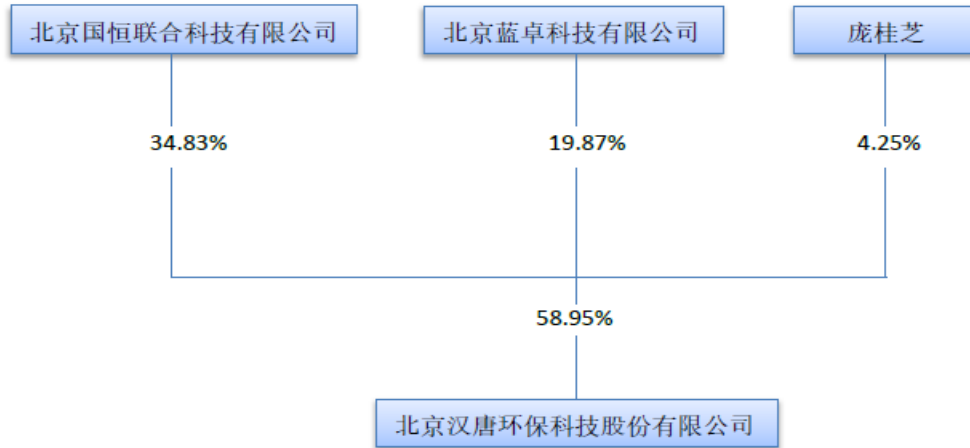 北京国恒联合科技有限公司
北京蓝卓科技有限公司
庞桂芝
34.83%
19.87%
4.25%
58.95%
北京汉唐环保科技股份有限公司